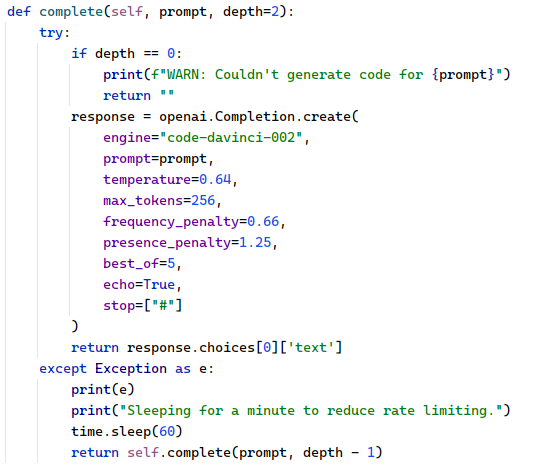 def complete(self, prompt, depth=2):
    try:
        if depth == 0:
            print(f"WARN: Couldn't generate code for {prompt}")
            return ""
        response = openai.Completion.create(
            engine="code-davinci-002",
            prompt=prompt,
            temperature=0.64,
            max_tokens=256,
            frequency_penalty=0.66,
            presence_penalty=1.25,
            best_of=5,
            echo=True,
            stop=["#"]
        )
        return response.choices[0]['text']
    except Exception as e:
        print(e)
        print("Sleeping for a minute to reduce rate limiting.")
        time.sleep(60)
        return self.complete(prompt, depth - 1)